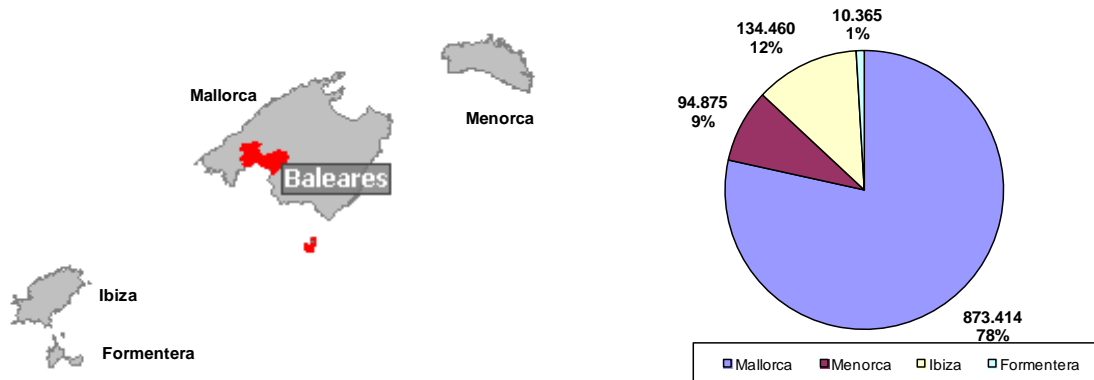 Mallorca
Menorca
Baleares
Ibiza
Formentera
10.365
1%
134.460
12%
94.875
9%
873.414
78%
Mallorca Menorca Ibiza Formentera